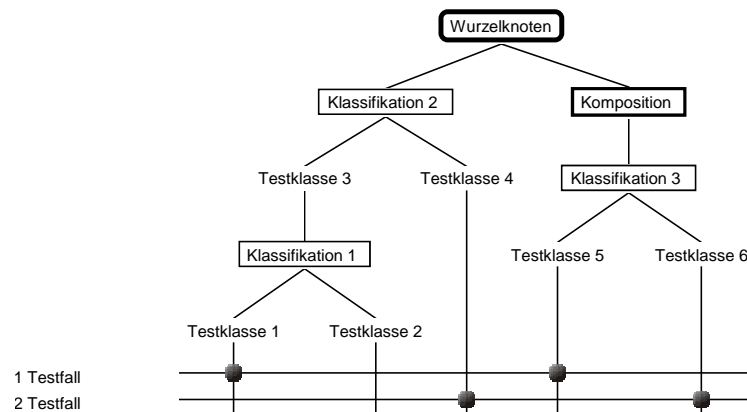 Wurzelknoten
Klassifikation 2
Komposition
Testklasse 3
Testklasse 4
Klassifikation 3
Klassifikation 1
Testklasse 5
Testklasse 6
Testklasse 1
Testklasse 2
1 Testfall
2 Testfall